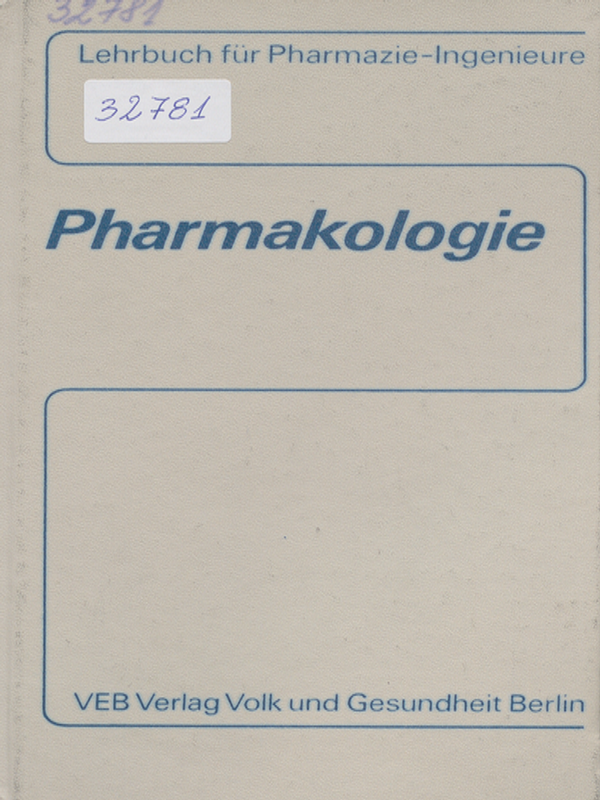 32781
Lehrbuch für Pharmazie-Ingenieure
32781
Pharmakologie
VEB Verlag Volk und Gesundheit Berlin